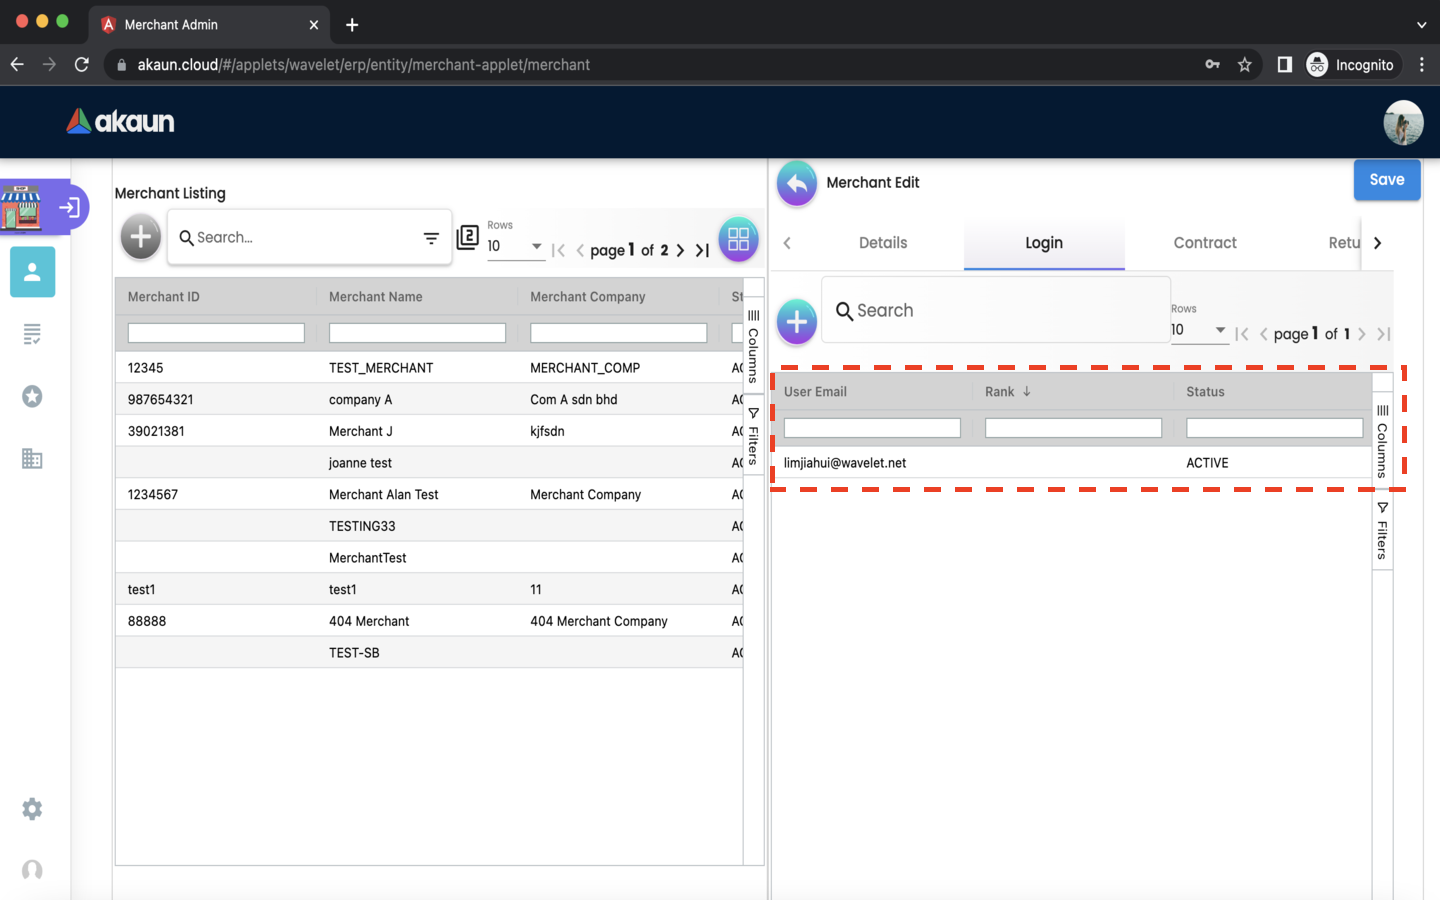 Merchant Admin
akaun.cloud/#/applets/wavelet/erp/entity/merchant-applet/merchant
Incognito
akaun
SHOP
Merchant Listing
Search...
2
Rows
10
page 1 of 2
Merchant ID Merchant Name Merchant Company St
12345 TEST_MERCHANT MERCHANT_COMP AC
987654321 company A Com A sdn bhd AC
39021381 Merchant J kjfsdn AC
joanne test AC
1234567 Merchant Alan Test Merchant Company AC
TESTING33 AC
MerchantTest AC
test1 test1 11 AC
88888 404 Merchant 404 Merchant Company AC
TEST-SB AC
Columns
Filters
Merchant Edit
Save
Details Login Contract Retu
Search
Rows
10
page 1 of 1
User Email Rank Status
limjiahui@wavelet.net ACTIVE
Columns
Filters